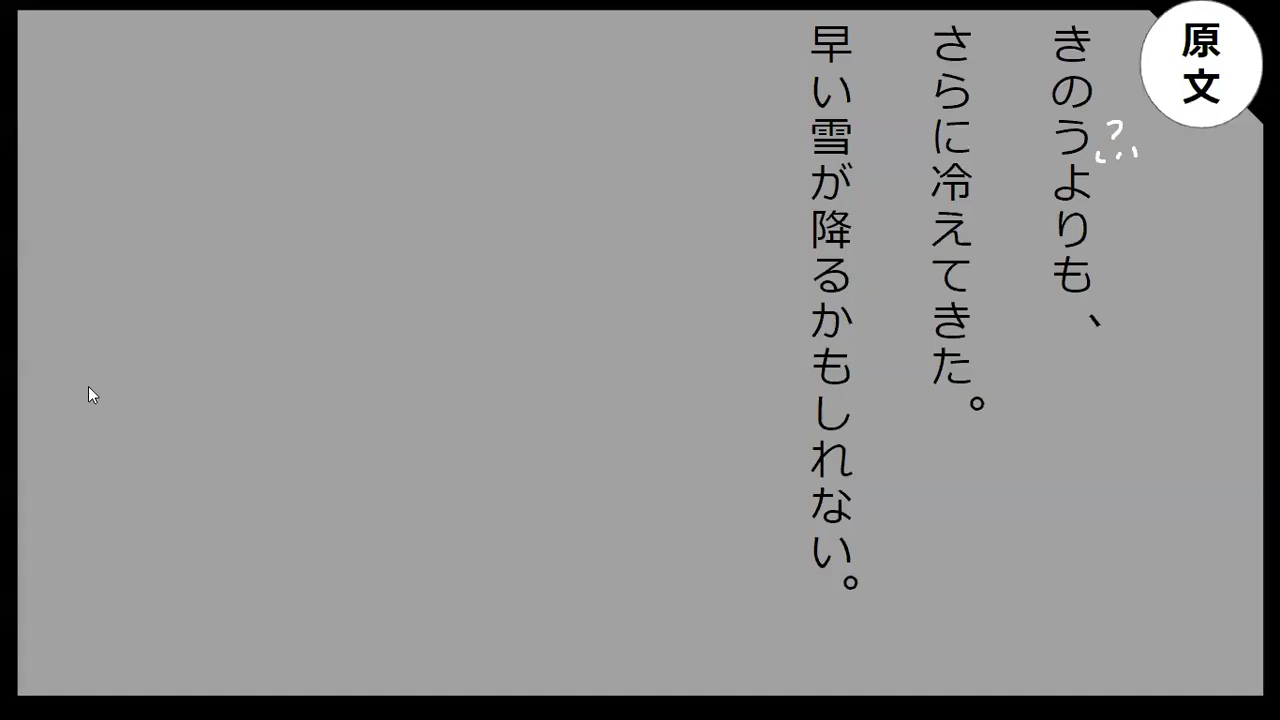 原文
きのうよりも、
さらに冷えてきた。
早い雪が降るかもしれない。